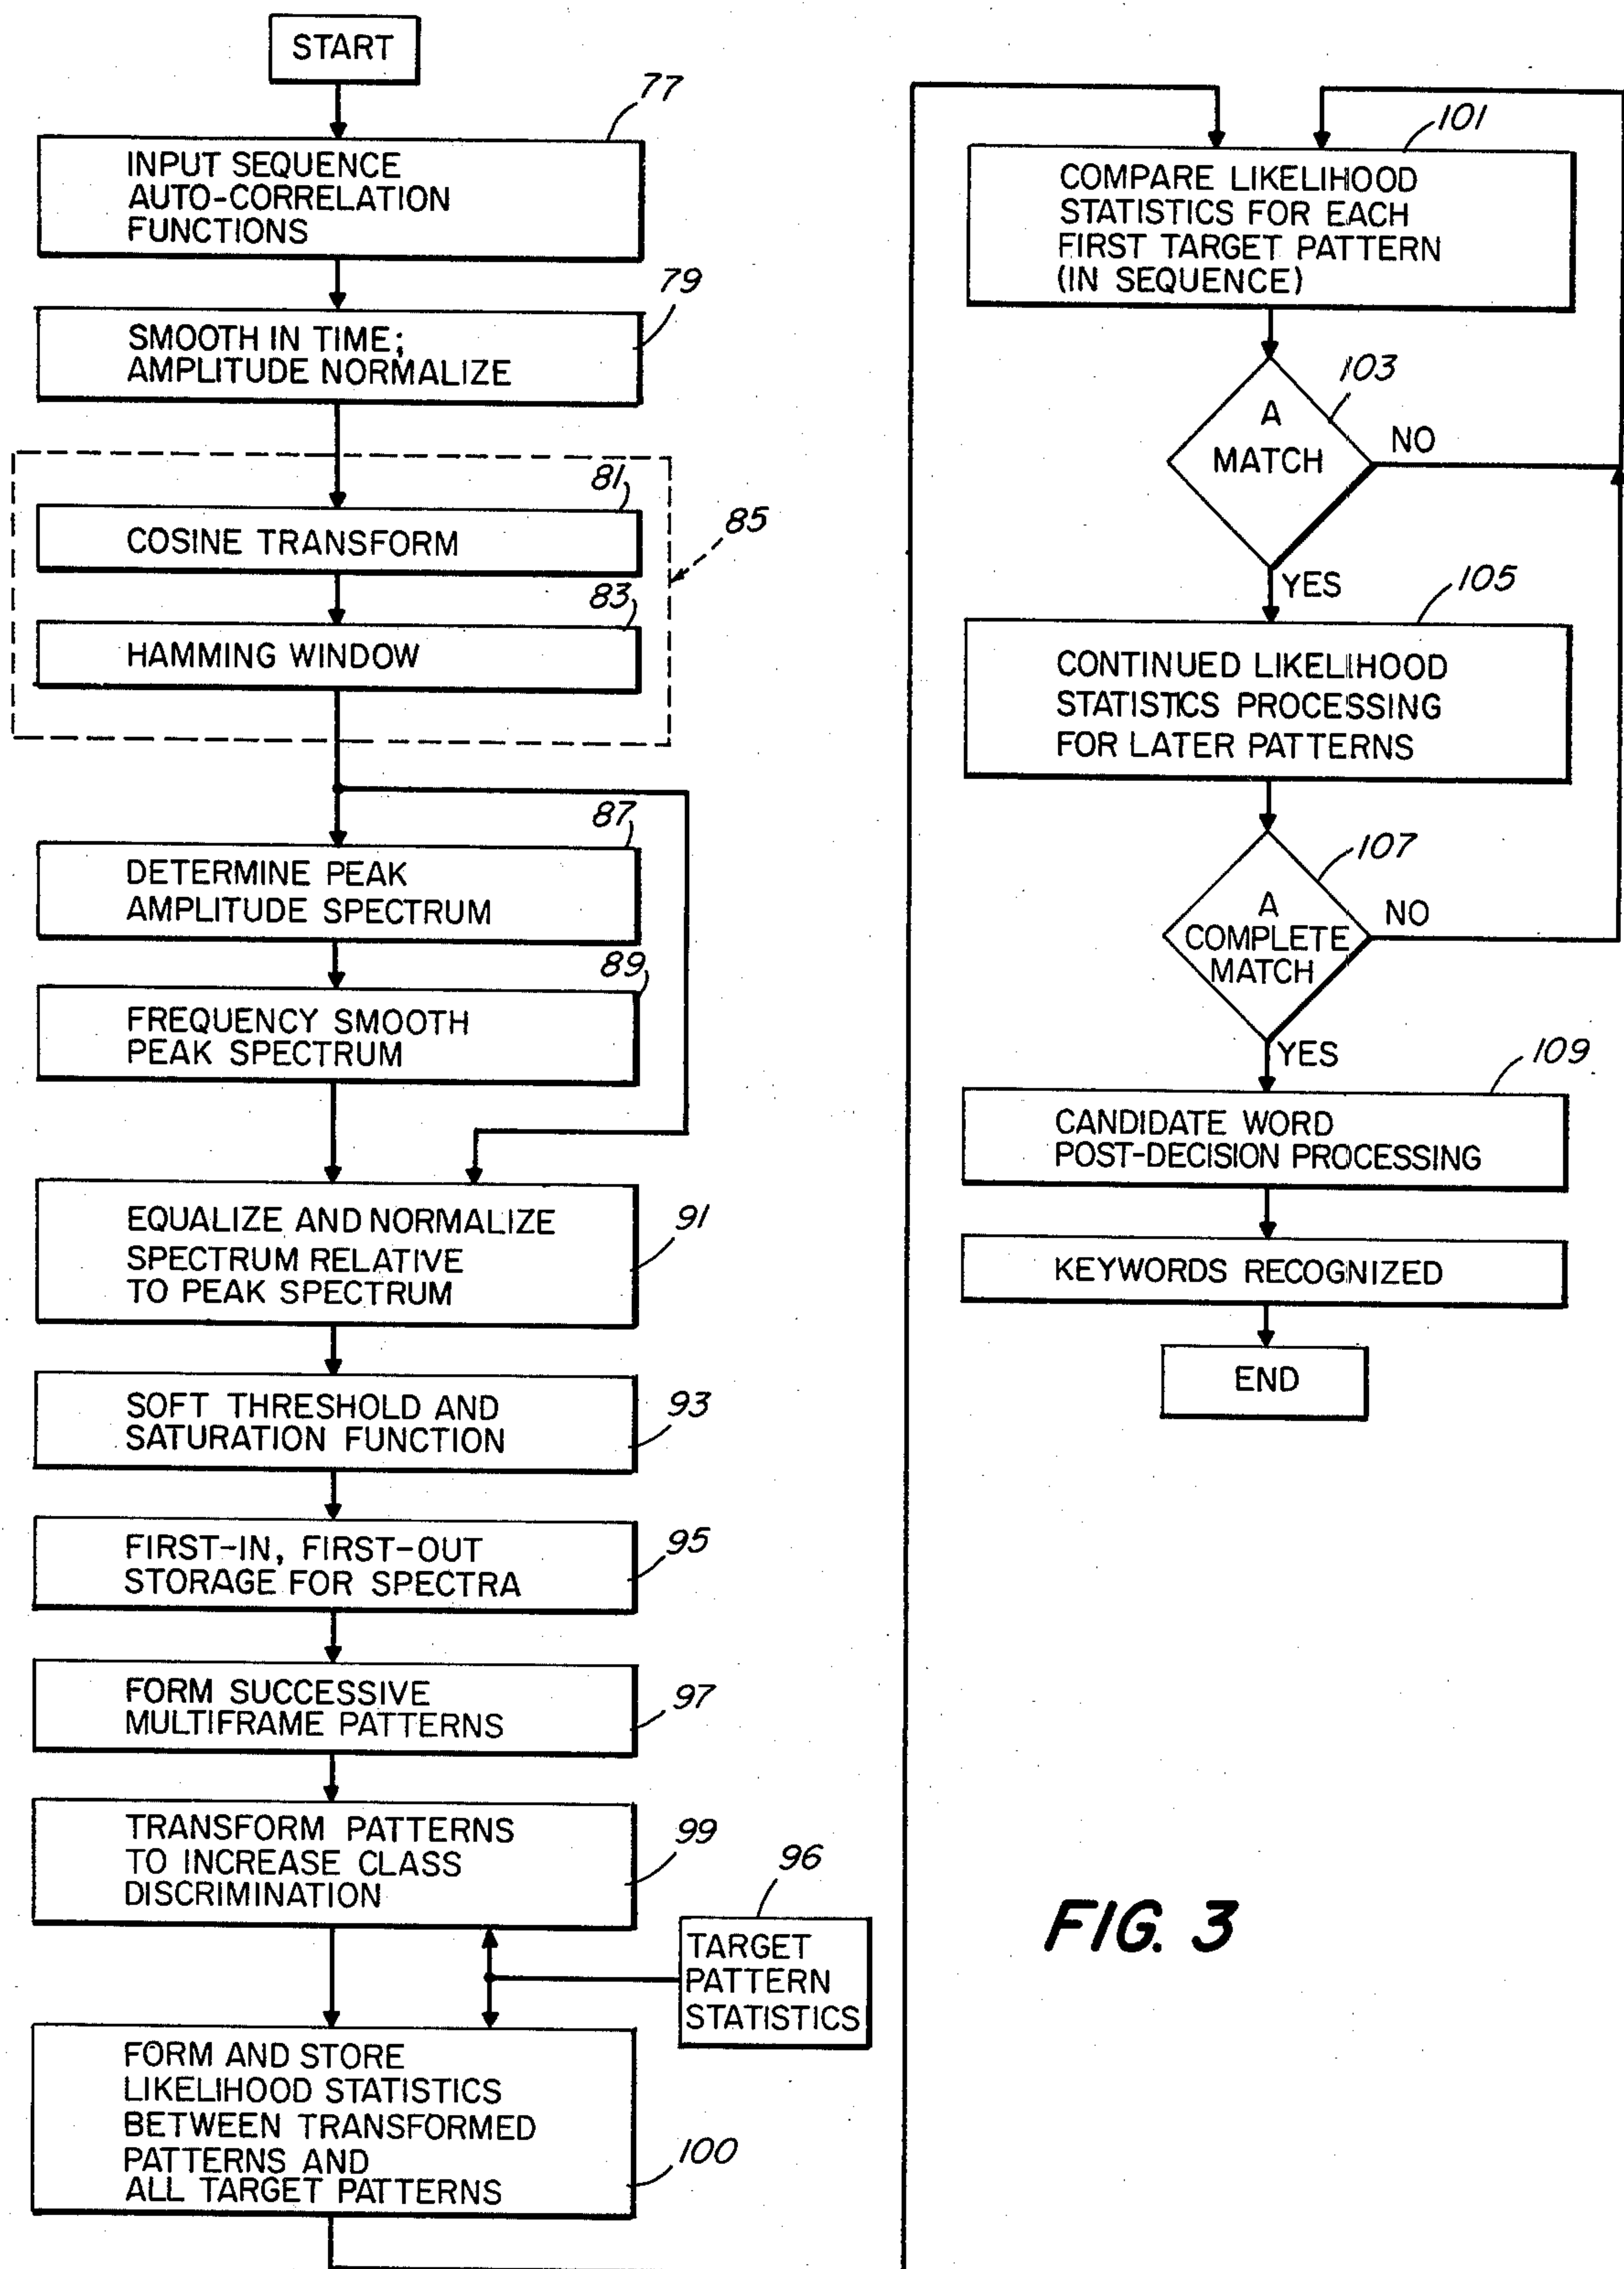 START
77
INPUT SEQUENCE
AUTO-CORRELATION
FUNCTIONS
79
SMOOTH IN TIME;
AMPLITUDE NORMALIZE
81
COSINE TRANSFORM
85
83
HAMMING WINDOW
87
DETERMINE PEAK
AMPLITUDE SPECTRUM
89
FREQUENCY SMOOTH
PEAK SPECTRUM
91
EQUALIZE AND NORMALIZE
SPECTRUM RELATIVE
TO PEAK SPECTRUM
93
SOFT THRESHOLD AND
SATURATION FUNCTION
95
FIRST-IN, FIRST-OUT
STORAGE FOR SPECTRA
97
FORM SUCCESSIVE
MULTIFRAME PATTERNS
99
TRANSFORM PATTERNS
TO INCREASE CLASS
DISCRIMINATION
96
TARGET
PATTERN
STATISTICS
FORM AND STORE
LIKELIHOOD STATISTICS
BETWEEN TRANSFORMED
PATTERNS AND
ALL TARGET PATTERNS
100
101
COMPARE LIKELIHOOD
STATISTICS FOR EACH
FIRST TARGET PATTERN
(IN SEQUENCE)
103
A
MATCH
NO
YES
105
CONTINUED LIKELIHOOD
STATISTICS PROCESSING
FOR LATER PATTERNS
107
A
COMPLETE
MATCH
NO
YES
109
CANDIDATE WORD
POST-DECISION PROCESSING
KEYWORDS RECOGNIZED
END
FIG. 3